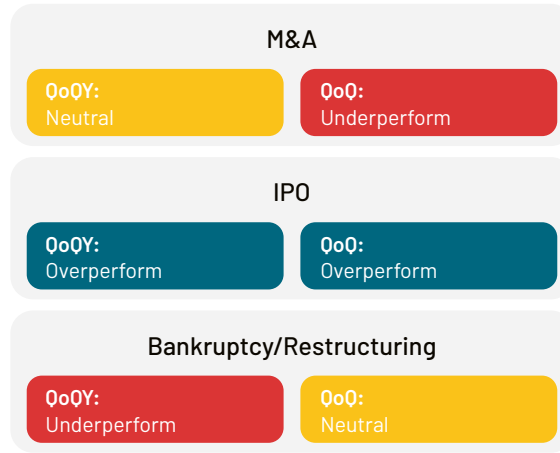 M&A
QoQY:
Neutral
QoQ:
Underperform
IPO
QoQY:
Overperform
QoQ:
Overperform
Bankruptcy/Restructuring
QoQY:
Underperform
QoQ:
Neutral